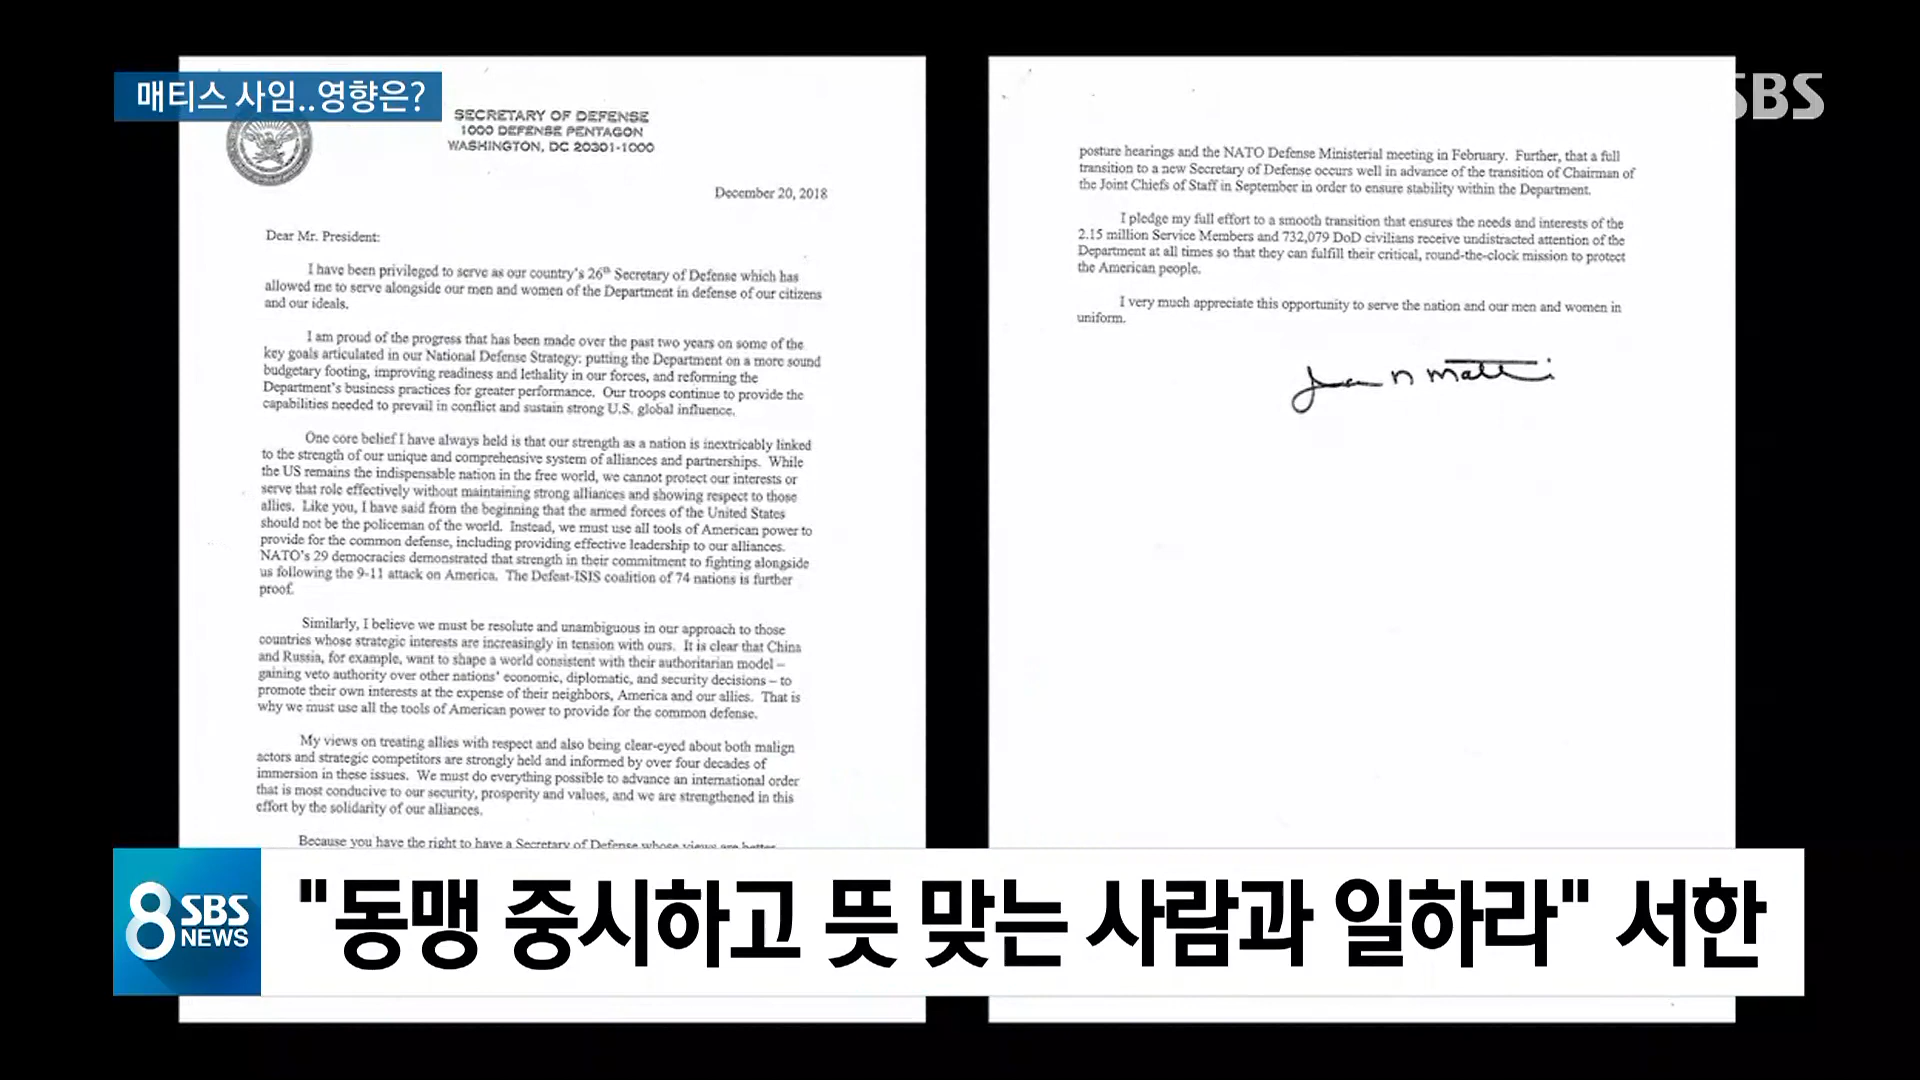 매티스 사임..영향은?
SBS
SECRETARY OF DEFENSE
1000 DEFENSE PENTAGON
WASHINGTON, DC 20301-1000
December 20, 2018
Dear Mr. President:
I have been privileged to serve as our country's 26th Secretary of Defense which has
allowed me to serve alongside our men and women of the Department in defense of our citizens
and our ideals.
I am proud of the progress that has been made over the past two years on some of the
key goals articulated in our National Defense Strategy: putting the Department on a more sound
budgetary footing, improving readiness and lethality in our forces, and reforming the
Department's business practices for greater performance. Our troops continue to provide the
capabilities needed to prevail in conflict and sustain strong U.S. global influence.
One core belief I have always held is that our strength as a nation is inextricably linked
to the strength of our unique and comprehensive system of alliances and partnerships. While
the US remains the indispensable nation in the free world, we cannot protect our interests or
serve that role effectively without maintaining strong alliances and showing respect to those
allies. Like you, I have said from the beginning that the armed forces of the United States
should not be the policeman of the world. Instead, we must use all tools of American power to
provide for the common defense, including providing effective leadership to our alliances.
NATO's 29 democracies demonstrated that strength in their commitment to fighting alongside
us following the 9-11 attack on America. The Defeat-ISIS coalition of 74 nations is further
proof.
Similarly, I believe we must be resolute and unambiguous in our approach to those
countries whose strategic interests are increasingly in tension with ours. It is clear that China
and Russia, for example, want to shape a world consistent with their authoritarian model –
gaining veto authority over other nations' economic, diplomatic, and security decisions – to
promote their own interests at the expense of their neighbors, America and our allies. That is
why we must use all the tools of American power to provide for the common defense.
My views on treating allies with respect and also being clear-eyed about both malign
actors and strategic competitors are strongly held and informed by over four decades of
immersion in these issues. We must do everything possible to advance an international order
that is most conducive to our security, prosperity and values, and we are strengthened in this
effort by the solidarity of our alliances.
Because you have the right to have a Secretary of Defense whose views are better
posture hearings and the NATO Defense Ministerial meeting in February. Further, that a full
transition to a new Secretary of Defense occurs well in advance of the transition of Chairman of
the Joint Chiefs of Staff in September in order to ensure stability within the Department.
I pledge my full effort to a smooth transition that ensures the needs and interests of the
2.15 million Service Members and 732,079 DoD civilians receive undistracted attention of the
Department at all times so that they can fulfill their critical, round-the-clock mission to protect
the American people.
I very much appreciate this opportunity to serve the nation and our men and women in
uniform.
8 SBS NEWS
"동맹 중시하고 뜻 맞는 사람과 일하라" 서한